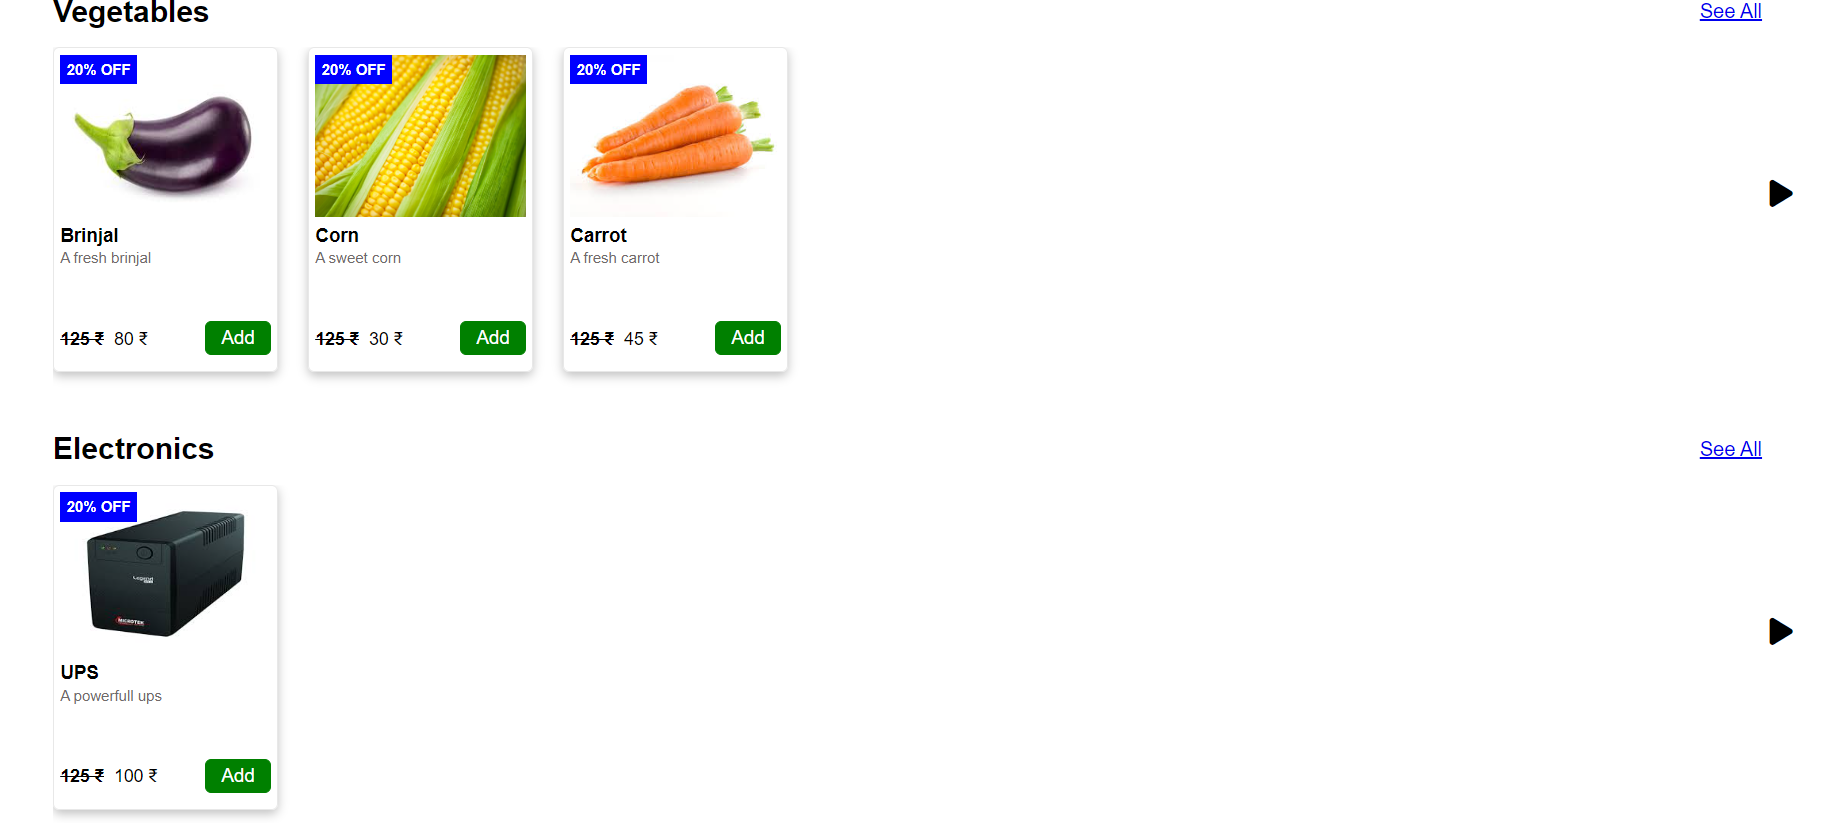 Vegetables See All
20% OFF 20% OFF 20% OFF
Brinjal Corn Carrot
A fresh brinjal A sweet corn A fresh carrot
125 ₹ 80 ₹ Add 125 ₹ 30 ₹ Add 125 ₹ 45 ₹ Add
Electronics See All
20% OFF
Legend
MICROTEK
UPS
A powerfull ups
125 ₹ 100 ₹ Add